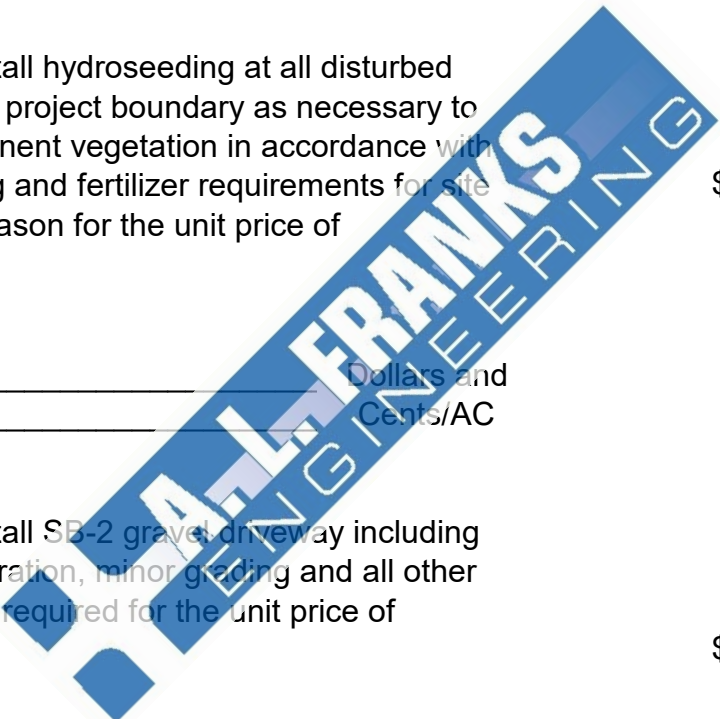 tall hydroseeding at all disturbed
project boundary as necessary to
nent vegetation in accordance with
g and fertilizer requirements for site
ason for the unit price of
$
Dollars and
Cents/AC
tall SB-2 gravel driveway including
ration, minor grading and all other
required for the unit price of
$
A. L. FRANKS
ENGINEERING